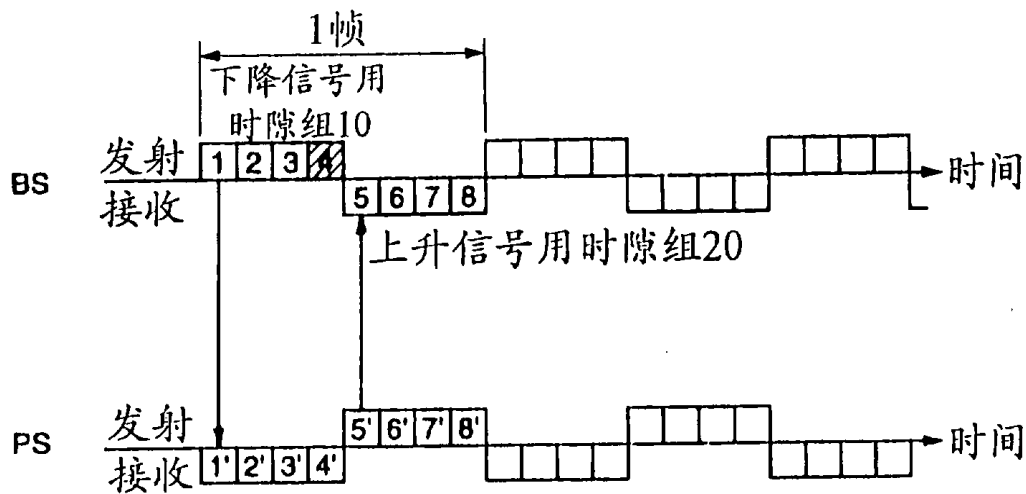 1帧
下降信号用
时隙组10
BS
发射
1 2 3 4
时间
接收
5 6 7 8
上升信号用时隙组20
PS
发射
5' 6' 7' 8'
时间
接收
1' 2' 3' 4'